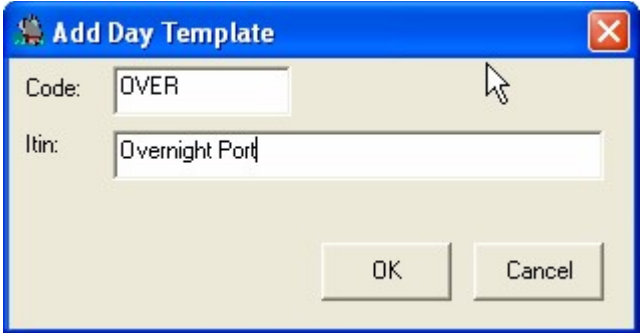 Add Day Template
Code: OVER
Itin: Overnight Port
OK Cancel